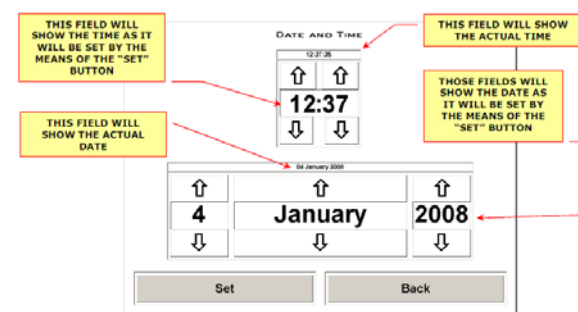 THIS FIELD WILL
SHOW THE TIME AS IT
WILL BE SET BY THE
MEANS OF THE "SET"
BUTTON
DATE AND TIME
THIS FIELD WILL SHOW
THE ACTUAL TIME
12:37:26
12:37
THOSE FIELDS WILL
SHOW THE DATE AS
IT WILL BE SET BY
THE MEANS OF THE
"SET" BUTTON
THIS FIELD WILL
SHOW THE ACTUAL
DATE
04 January 2008
4 January 2008
Set Back